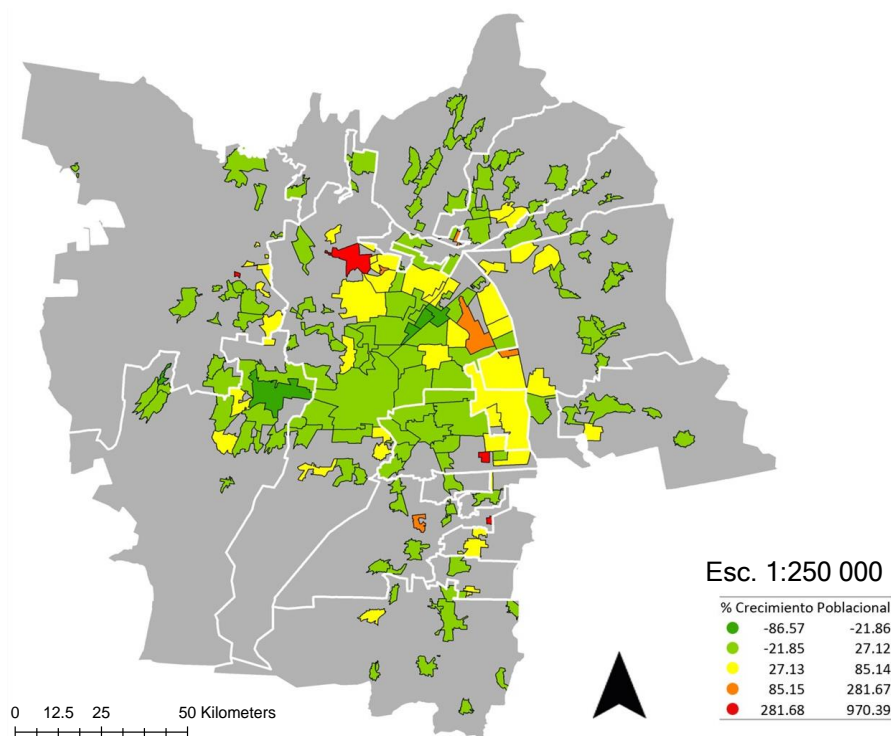 Esc. 1:250 000
% Crecimiento Poblacional
-86.57 -21.86
-21.85 27.12
27.13 85.14
85.15 281.67
281.68 970.39
0 12.5 25 50 Kilometers